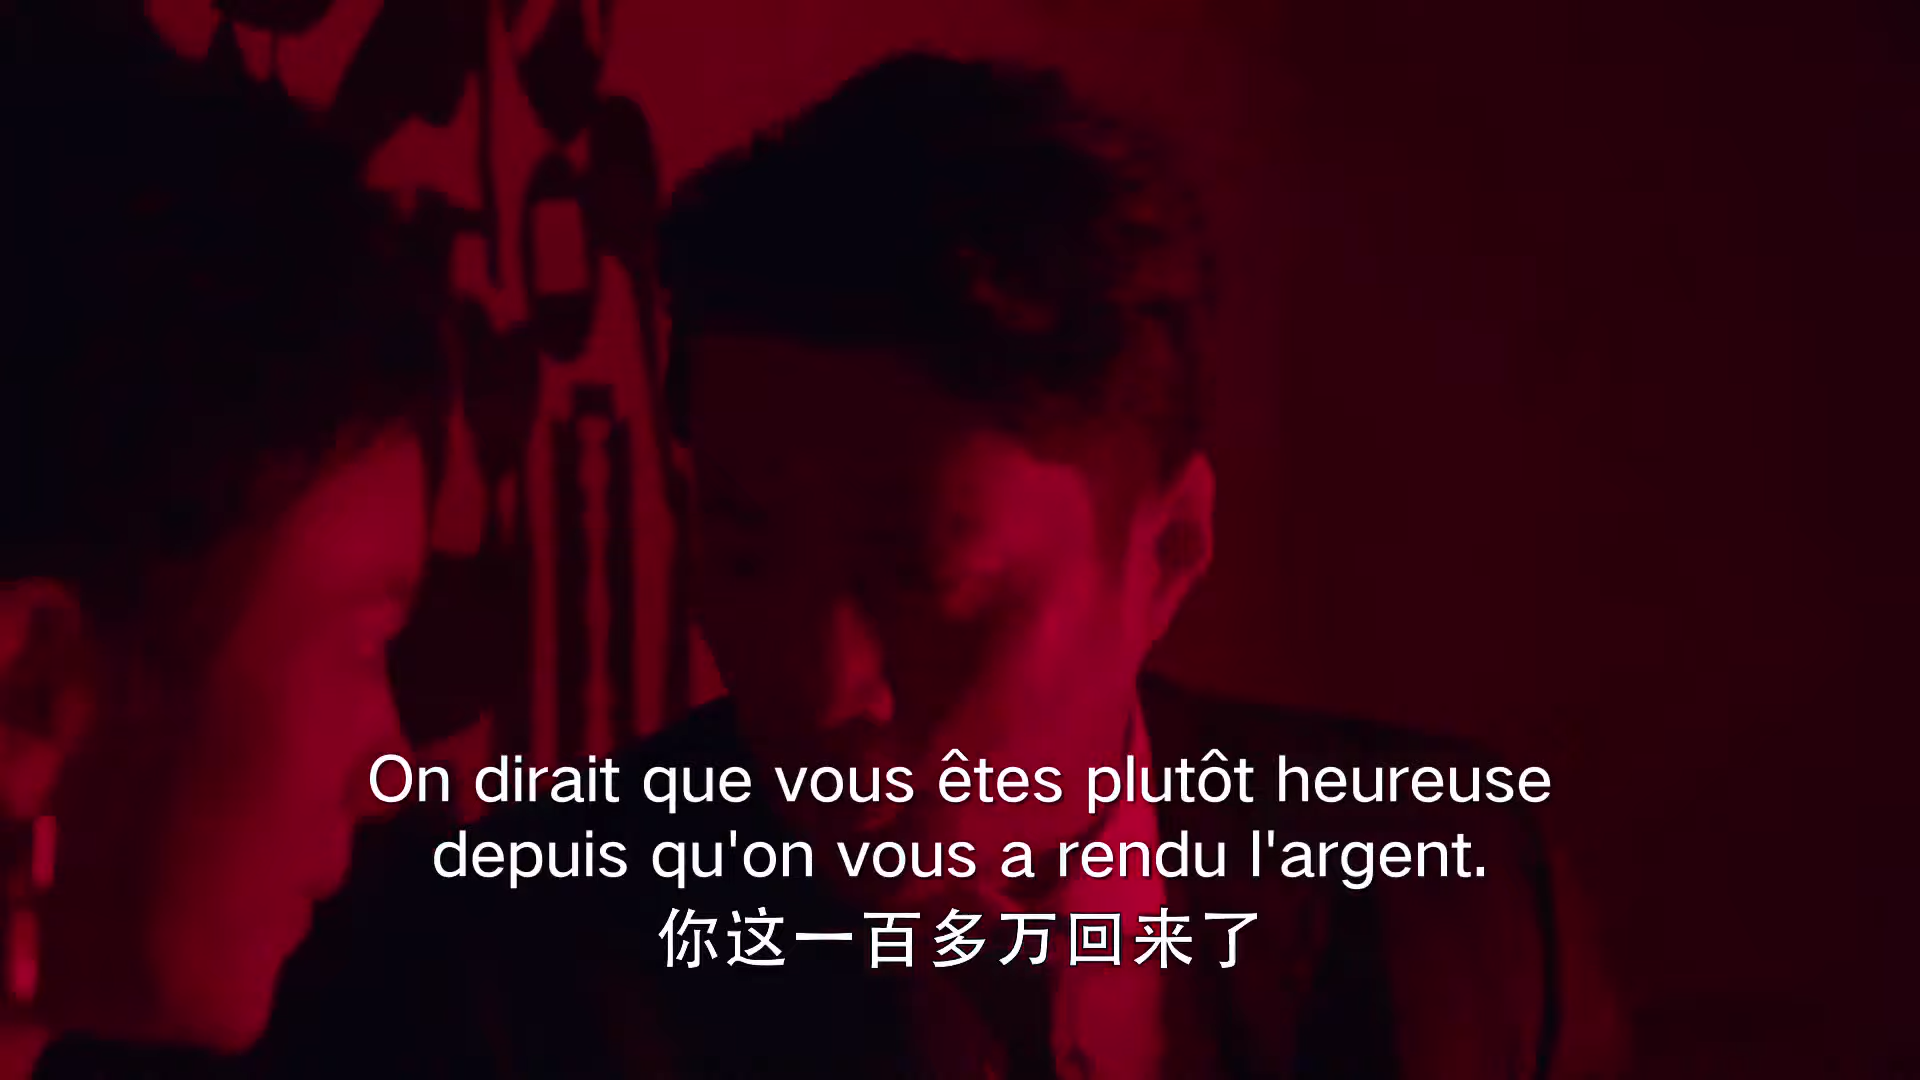 On dirait que vous êtes plutôt heureuse
depuis qu'on vous a rendu l'argent.
你这一百多万回来了